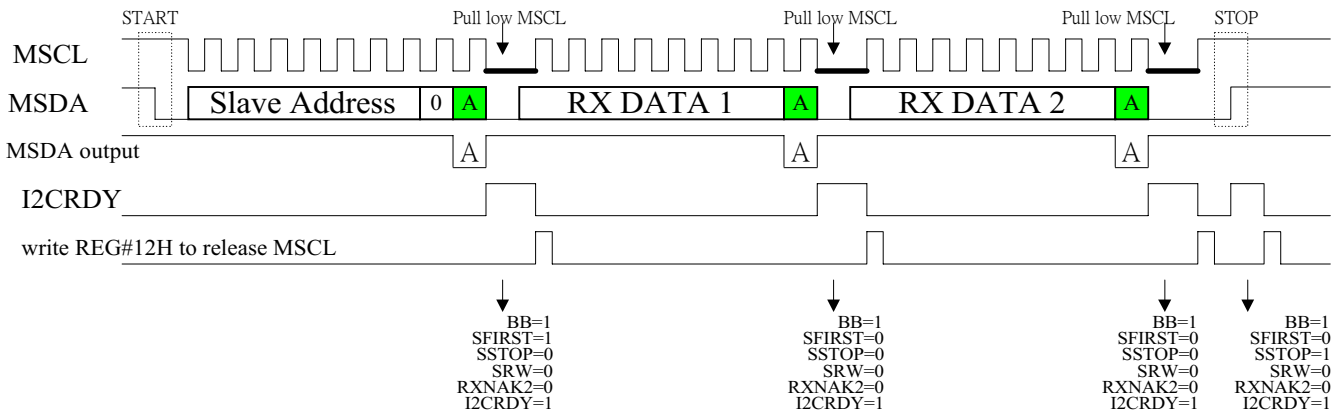 START Pull low MSCL Pull low MSCL Pull low MSCL STOP
MSCL
MSDA Slave Address 0 A RX DATA 1 A RX DATA 2 A
MSDA output A A A
I2CRDY
write REG#12H to release MSCL
BB=1 BB=1 BB=1 BB=1
SFIRST=1 SFIRST=0 SFIRST=0 SFIRST=0
SSTOP=0 SSTOP=0 SSTOP=0 SSTOP=1
SRW=0 SRW=0 SRW=0 SRW=0
RXNAK2=0 RXNAK2=0 RXNAK2=0 RXNAK2=0
I2CRDY=1 I2CRDY=1 I2CRDY=1 I2CRDY=1